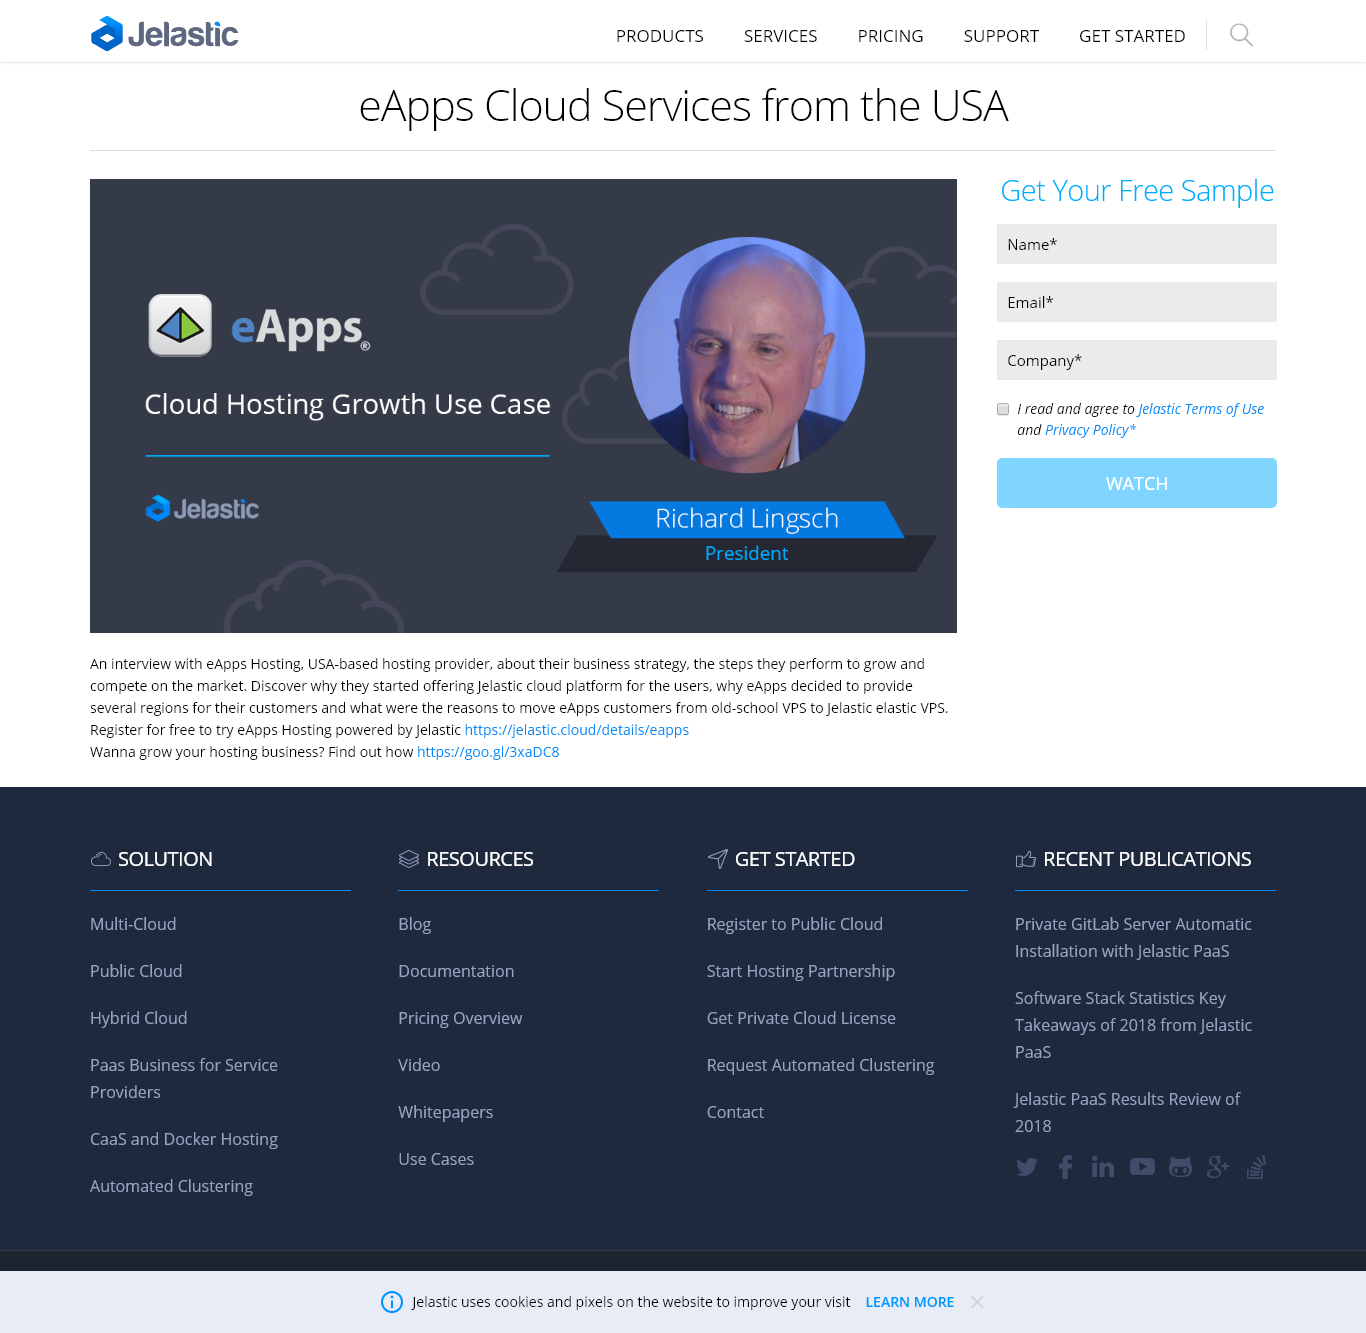 Jelastic
PRODUCTS
SERVICES
PRICING
SUPPORT
GET STARTED
eApps Cloud Services from the USA
eApps®
Cloud Hosting Growth Use Case
Jelastic
Richard Lingsch
President
Get Your Free Sample
Name*
Email*
Company*
I read and agree to Jelastic Terms of Use
and Privacy Policy*
WATCH
An interview with eApps Hosting, USA-based hosting provider, about their business strategy, the steps they perform to grow and
compete on the market. Discover why they started offering Jelastic cloud platform for the users, why eApps decided to provide
several regions for their customers and what were the reasons to move eApps customers from old-school VPS to Jelastic elastic VPS.
Register for free to try eApps Hosting powered by Jelastic https://jelastic.cloud/details/eapps
Wanna grow your hosting business? Find out how https://goo.gl/3xaDC8
SOLUTION
Multi-Cloud
Public Cloud
Hybrid Cloud
Paas Business for Service
Providers
CaaS and Docker Hosting
Automated Clustering
RESOURCES
Blog
Documentation
Pricing Overview
Video
Whitepapers
Use Cases
GET STARTED
Register to Public Cloud
Start Hosting Partnership
Get Private Cloud License
Request Automated Clustering
Contact
RECENT PUBLICATIONS
Private GitLab Server Automatic
Installation with Jelastic PaaS
Software Stack Statistics Key
Takeaways of 2018 from Jelastic
PaaS
Jelastic PaaS Results Review of
2018
Jelastic uses cookies and pixels on the website to improve your visit LEARN MORE